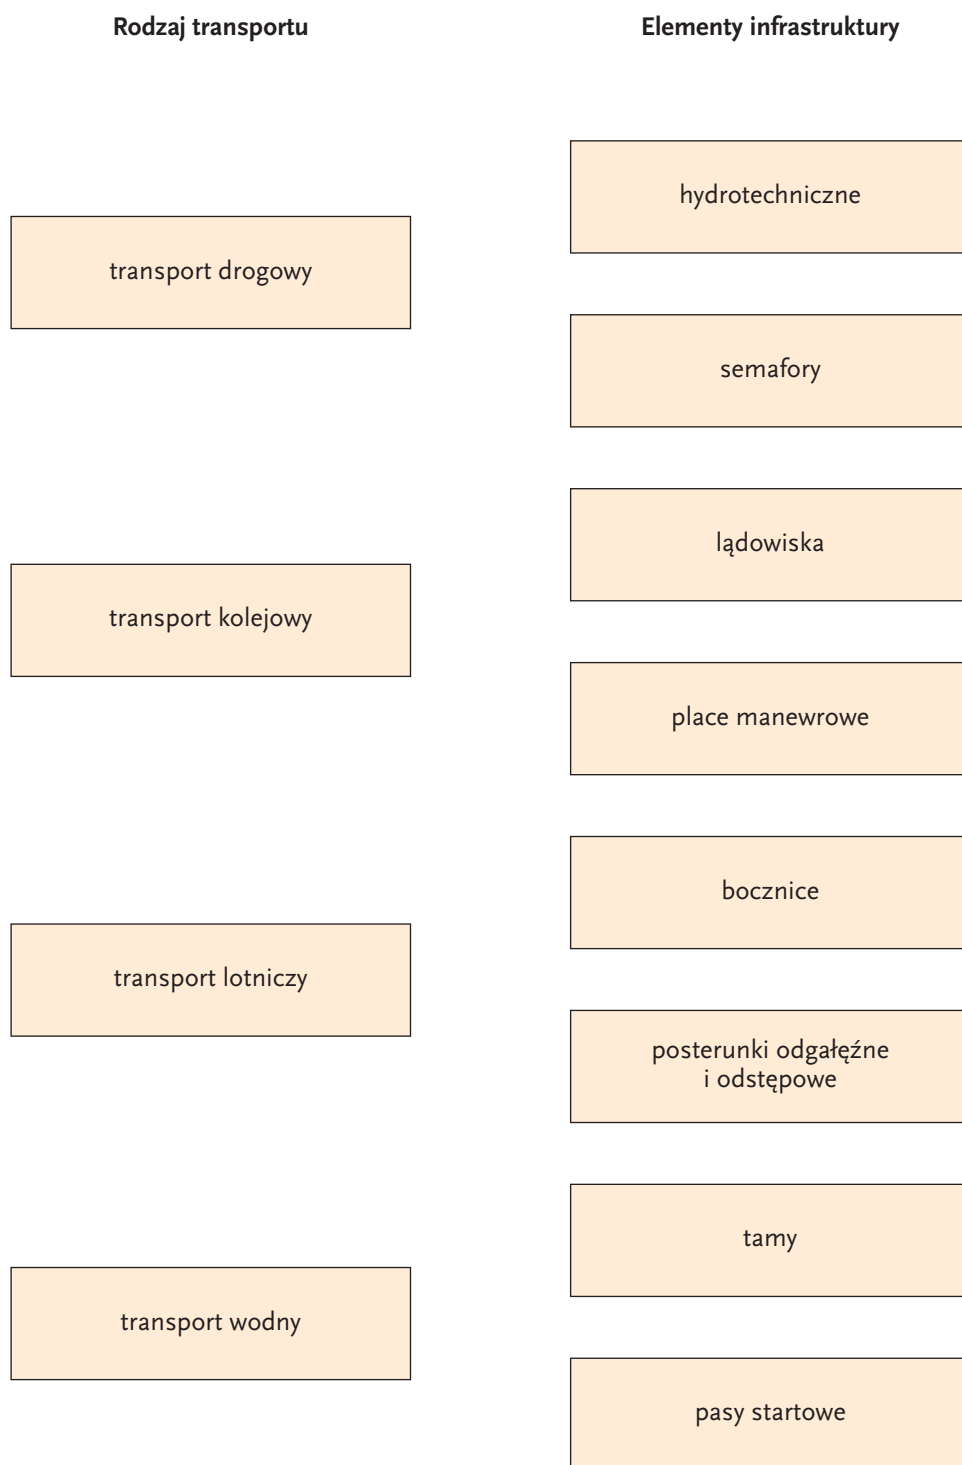 Rodzaj transportu
Elementy infrastruktury
transport drogowy
transport kolejowy
transport lotniczy
transport wodny
hydrotechniczne
semafory
lądowiska
place manewrowe
bocznice
posterunki odgałęźne
i odstępowe
tamy
pasy startowe